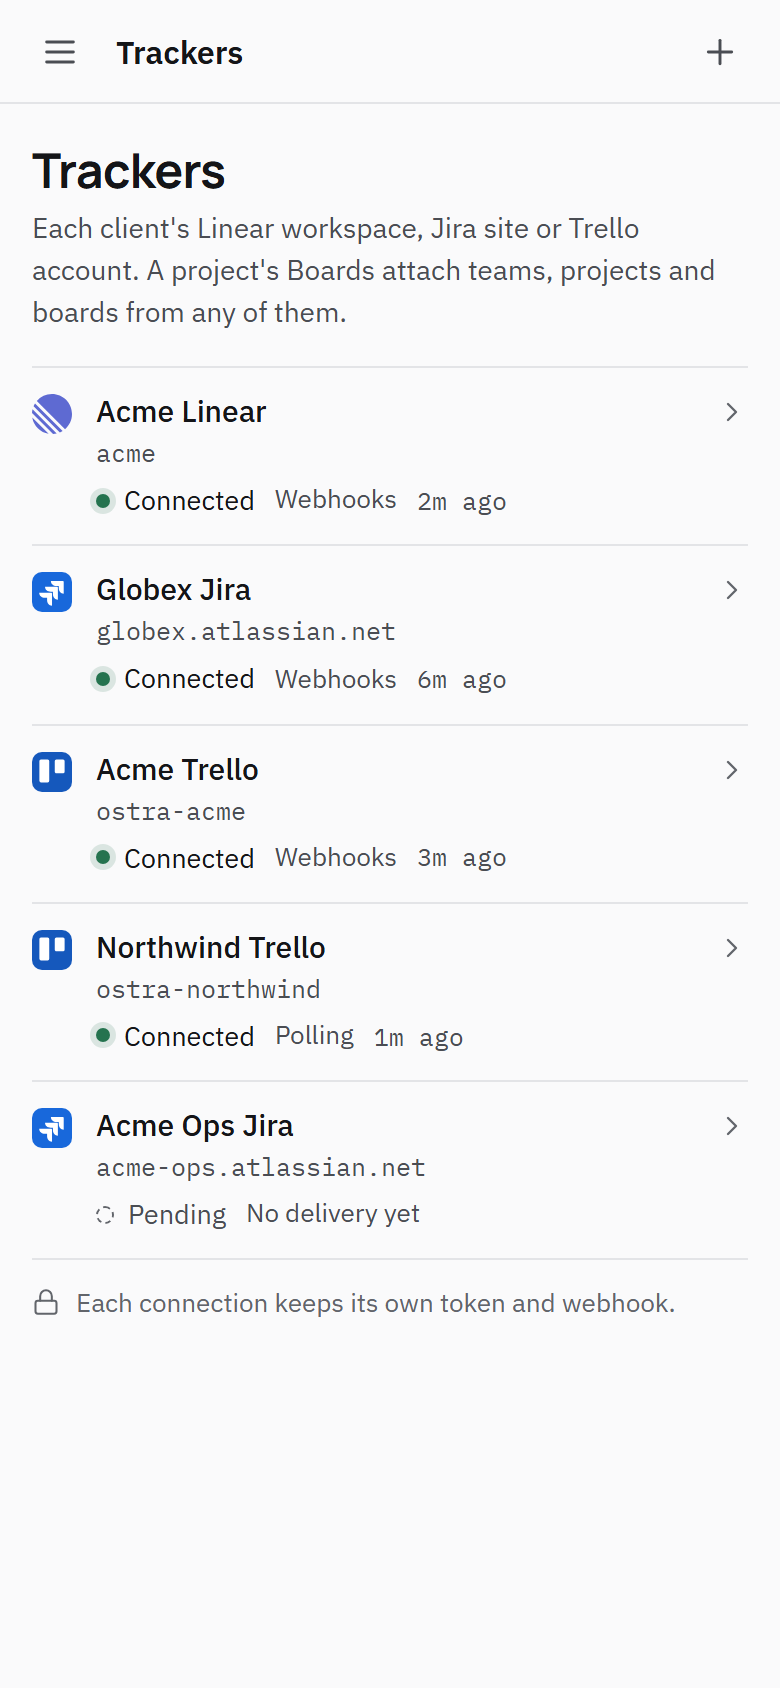 Trackers
Trackers
Each client's Linear workspace, Jira site or Trello
account. A project's Boards attach teams, projects and
boards from any of them.
Acme Linear
acme
Connected Webhooks 2m ago
Globex Jira
globex.atlassian.net
Connected Webhooks 6m ago
Acme Trello
ostra-acme
Connected Webhooks 3m ago
Northwind Trello
ostra-northwind
Connected Polling 1m ago
Acme Ops Jira
acme-ops.atlassian.net
Pending No delivery yet
Each connection keeps its own token and webhook.